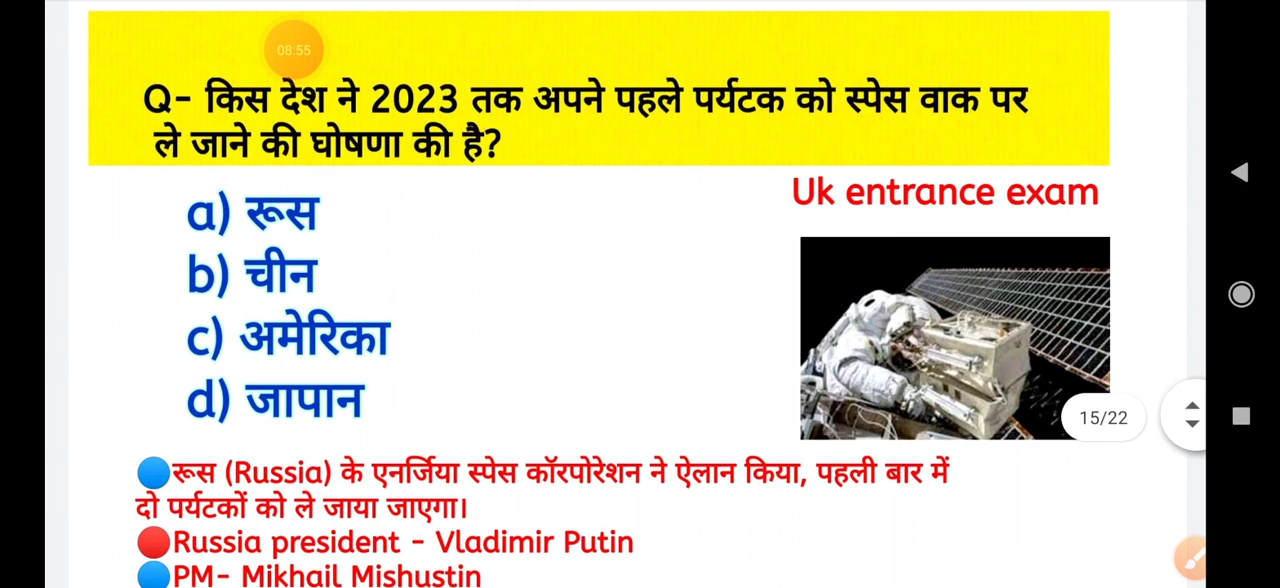 08:55
Q- किस देश ने 2023 तक अपने पहले पर्यटक को स्पेस वाक पर
ले जाने की घोषणा की है?
Uk entrance exam
a) रूस
b) चीन
c) अमेरिका
d) जापान
15/22
रूस (Russia) के एनर्जिया स्पेस कॉरपोरेशन ने ऐलान किया, पहली बार में
दो पर्यटकों को ले जाया जाएगा।
Russia president - Vladimir Putin
PM- Mikhail Mishustin